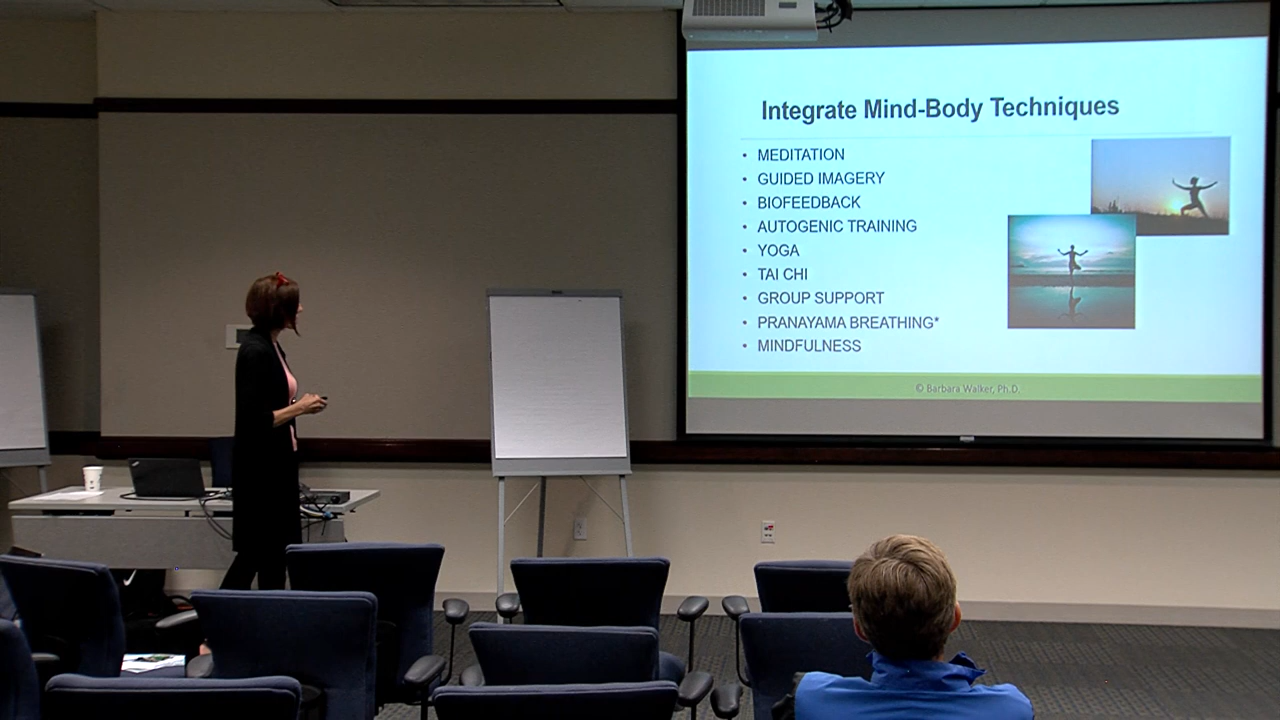 Integrate Mind-Body Techniques
• MEDITATION
• GUIDED IMAGERY
• BIOFEEDBACK
• AUTOGENIC TRAINING
• YOGA
• TAI CHI
• GROUP SUPPORT
• PRANAYAMA BREATHING*
• MINDFULNESS
© Barbara Walker, Ph.D.